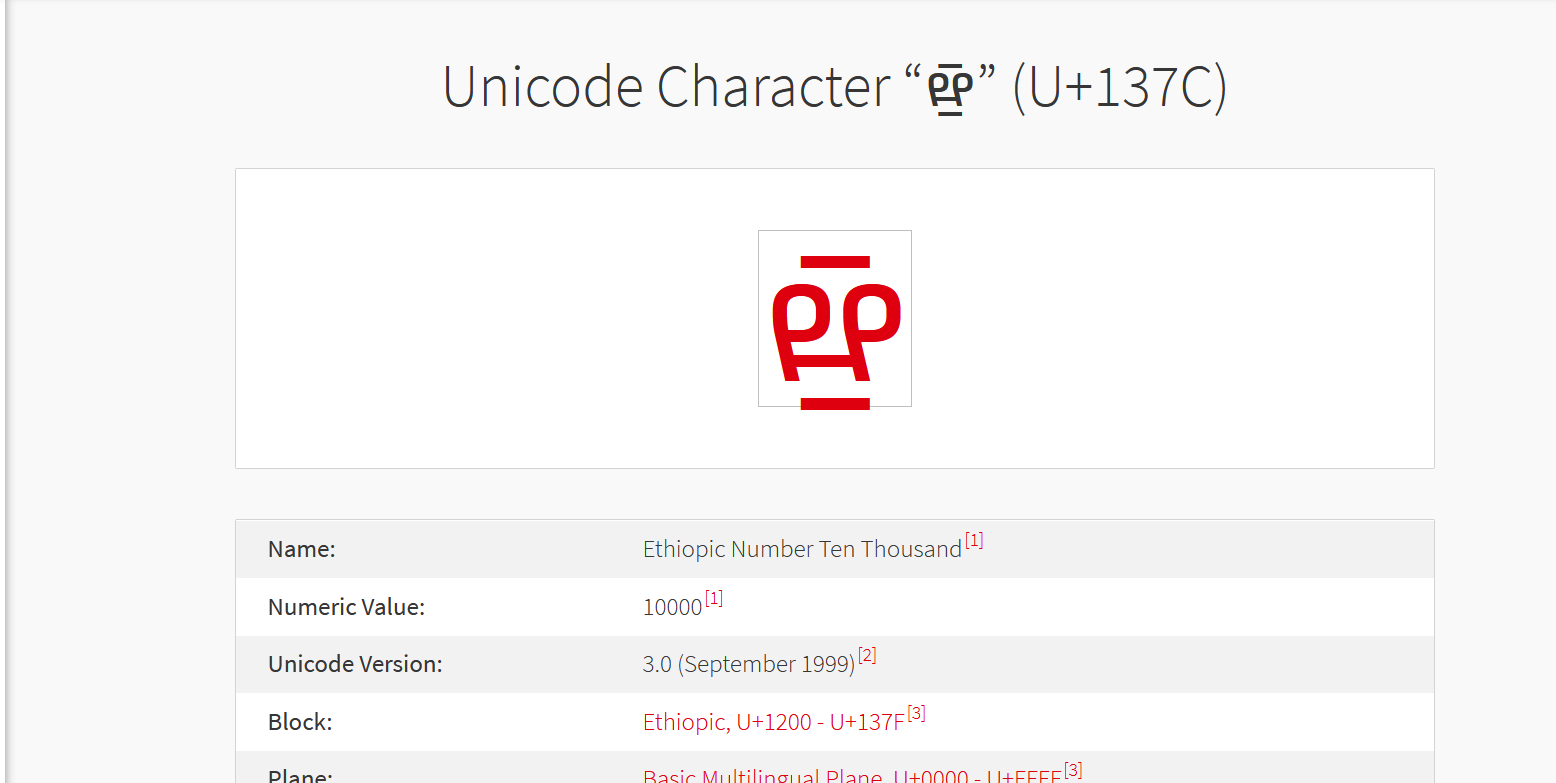 Unicode Character “፼” (U+137C)
፼
Name: Ethiopic Number Ten Thousand[1]
Numeric Value: 10000[1]
Unicode Version: 3.0 (September 1999)[2]
Block: Ethiopic, U+1200 - U+137F[3]
Plane: Basic Multilingual Plane, U+0000 - U+FFFF[3]